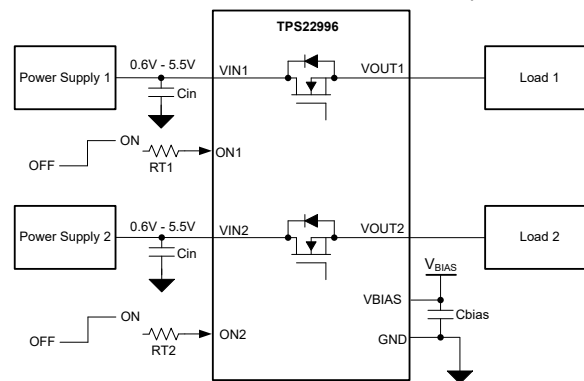 TPS22996
Power Supply 1
0.6V - 5.5V
VIN1
VOUT1
Load 1
Cin
OFF
ON
RT1
ON1
Power Supply 2
0.6V - 5.5V
VIN2
VOUT2
Load 2
Cin
VBIAS
VBIAS
Cbias
OFF
ON
RT2
ON2
GND